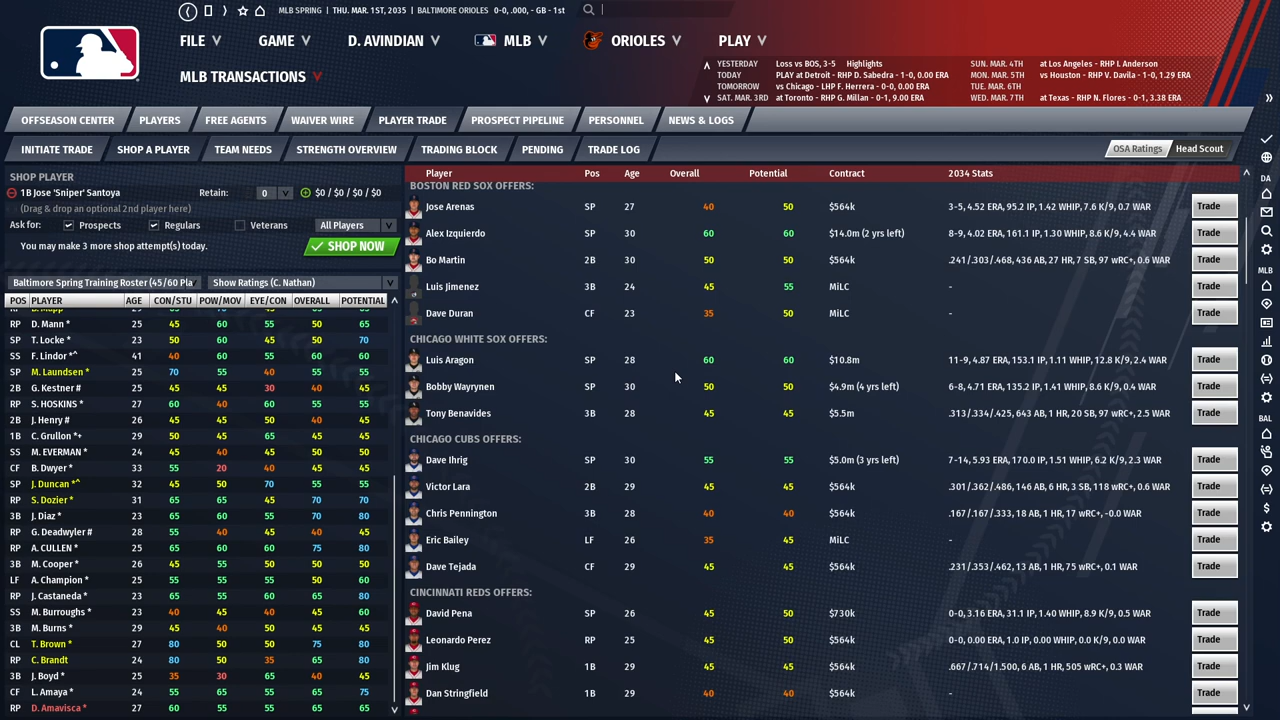 MLB SPRING | THU. MAR. 1ST, 2035 | BALTIMORE ORIOLES 0-0, .000, - GB - 1st
FILE GAME D. AVINDIAN MLB ORIOLES PLAY
MLB TRANSACTIONS
YESTERDAY Loss vs BOS, 3-5 Highlights
TODAY PLAY at Detroit - RHP D. Sabedra - 1-0, 0.00 ERA
TOMORROW vs Chicago - LHP F. Herrera - 0-0, 0.00 ERA
SAT. MAR. 3RD at Toronto - RHP G. Millan - 0-1, 9.00 ERA
SUN. MAR. 4TH at Los Angeles - RHP I. Anderson
MON. MAR. 5TH vs Houston - RHP V. Davila - 1-0, 1.29 ERA
TUE. MAR. 6TH
WED. MAR. 7TH at Texas - RHP N. Flores - 0-1, 3.38 ERA
OFFSEASON CENTER PLAYERS FREE AGENTS WAIVER WIRE PLAYER TRADE PROSPECT PIPELINE PERSONNEL NEWS & LOGS
INITIATE TRADE SHOP A PLAYER TEAM NEEDS STRENGTH OVERVIEW TRADING BLOCK PENDING TRADE LOG OSA Ratings Head Scout
SHOP PLAYER
1B Jose 'Sniper' Santoya Retain: 0 $0 / $0 / $0 / $0
(Drag & drop an optional 2nd player here)
Ask for: Prospects Regulars Veterans All Players
You may make 3 more shop attempt(s) today. SHOP NOW
Baltimore Spring Training Roster (45/60 Pla Show Ratings (C. Nathan)
POS PLAYER AGE CON/STU POW/MOV EYE/CON OVERALL POTENTIAL
RP D. Mann * 25 45 60 55 50 65
SP T. Locke * 23 50 60 45 50 70
SS F. Lindor *^ 41 40 60 55 60 60
SP M. Laundsen * 25 70 55 40 55 55
2B G. Kestner # 25 45 45 30 40 45
RP S. HOSKINS * 27 60 40 60 55 55
2B J. Henry # 26 45 45 50 40 45
1B C. Grullon *+ 29 50 45 65 45 45
SS M. EVERMAN * 24 45 40 45 50 50
CF B. Dwyer * 33 55 20 40 45 45
SP J. Duncan *^ 32 45 50 70 55 55
RP S. Dozier * 31 65 65 45 70 70
3B J. Diaz * 23 65 60 55 70 80
RP G. Deadwyler # 28 55 40 45 40 45
RP A. CULLEN * 25 65 60 60 75 80
3B M. Cooper * 26 45 55 50 50 50
LF A. Champion * 25 55 55 55 50 60
RP J. Castaneda * 23 65 55 60 65 80
SS M. Burroughs * 23 40 45 40 45 60
3B M. Burns * 29 45 40 50 45 45
CL T. Brown * 27 80 50 50 75 80
RP C. Brandt 24 80 50 35 65 80
3B J. Boyd * 25 35 30 65 40 45
CF L. Amaya * 24 55 65 55 65 75
RP D. Amavisca * 27 60 55 55 65 65
Player Pos Age Overall Potential Contract 2034 Stats
BOSTON RED SOX OFFERS:
Jose Arenas SP 27 40 50 $564k 3-5, 4.52 ERA, 95.2 IP, 1.42 WHIP, 7.6 K/9, 0.7 WAR Trade
Alex Izquierdo SP 30 60 60 $14.0m (2 yrs left) 8-9, 4.02 ERA, 161.1 IP, 1.30 WHIP, 8.6 K/9, 4.4 WAR Trade
Bo Martin 2B 30 50 50 $564k .241/.303/.468, 436 AB, 27 HR, 7 SB, 97 wRC+, 0.6 WAR Trade
Luis Jimenez 3B 24 45 55 MiLC - Trade
Dave Duran CF 23 35 50 MiLC - Trade
CHICAGO WHITE SOX OFFERS:
Luis Aragon SP 28 60 60 $10.8m 11-9, 4.87 ERA, 153.1 IP, 1.11 WHIP, 12.8 K/9, 2.4 WAR Trade
Bobby Wayrynen SP 30 50 50 $4.9m (4 yrs left) 6-8, 4.71 ERA, 135.2 IP, 1.41 WHIP, 8.6 K/9, 0.4 WAR Trade
Tony Benavides 3B 28 45 45 $5.5m .313/.334/.425, 643 AB, 1 HR, 20 SB, 97 wRC+, 2.5 WAR Trade
CHICAGO CUBS OFFERS:
Dave Ihrig SP 30 55 55 $5.0m (3 yrs left) 7-14, 5.93 ERA, 170.0 IP, 1.51 WHIP, 6.2 K/9, 2.3 WAR Trade
Victor Lara 2B 29 45 45 $564k .301/.362/.486, 146 AB, 6 HR, 3 SB, 118 wRC+, 0.6 WAR Trade
Chris Pennington 3B 28 40 40 $564k .167/.167/.333, 18 AB, 1 HR, 17 wRC+, -0.0 WAR Trade
Eric Bailey LF 26 35 45 MiLC - Trade
Dave Tejada CF 29 45 45 $564k .231/.353/.462, 13 AB, 1 HR, 75 wRC+, 0.1 WAR Trade
CINCINNATI REDS OFFERS:
David Pena SP 26 45 50 $730k 0-0, 3.16 ERA, 31.1 IP, 1.40 WHIP, 8.9 K/9, 0.5 WAR Trade
Leonardo Perez RP 25 45 50 $564k 0-0, 0.00 ERA, 1.0 IP, 0.00 WHIP, 0.0 K/9, 0.0 WAR Trade
Jim Klug 1B 29 45 45 $564k .667/.714/1.500, 6 AB, 1 HR, 505 wRC+, 0.3 WAR Trade
Dan Stringfield 1B 29 40 40 $564k - Trade
DA
MLB
BAL